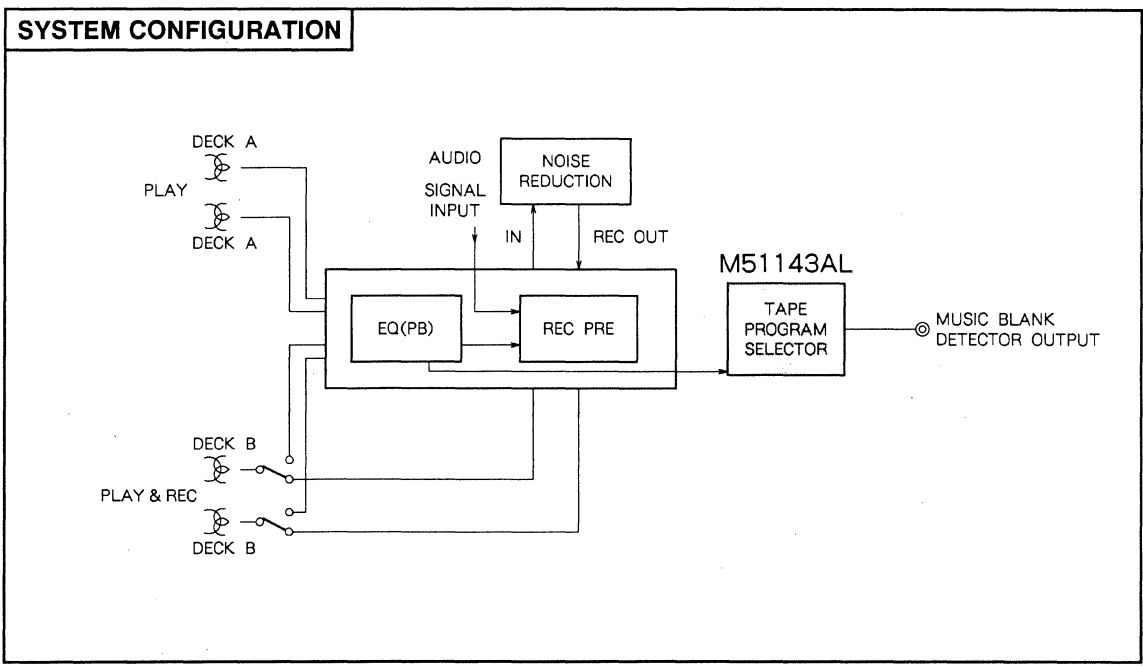 SYSTEM CONFIGURATION
DECK A
PLAY
DECK A
AUDIO
SIGNAL
INPUT
NOISE
REDUCTION
IN
REC OUT
EQ(PB)
REC PRE
M51143AL
TAPE
PROGRAM
SELECTOR
MUSIC BLANK
DETECTOR OUTPUT
DECK B
PLAY & REC
DECK B